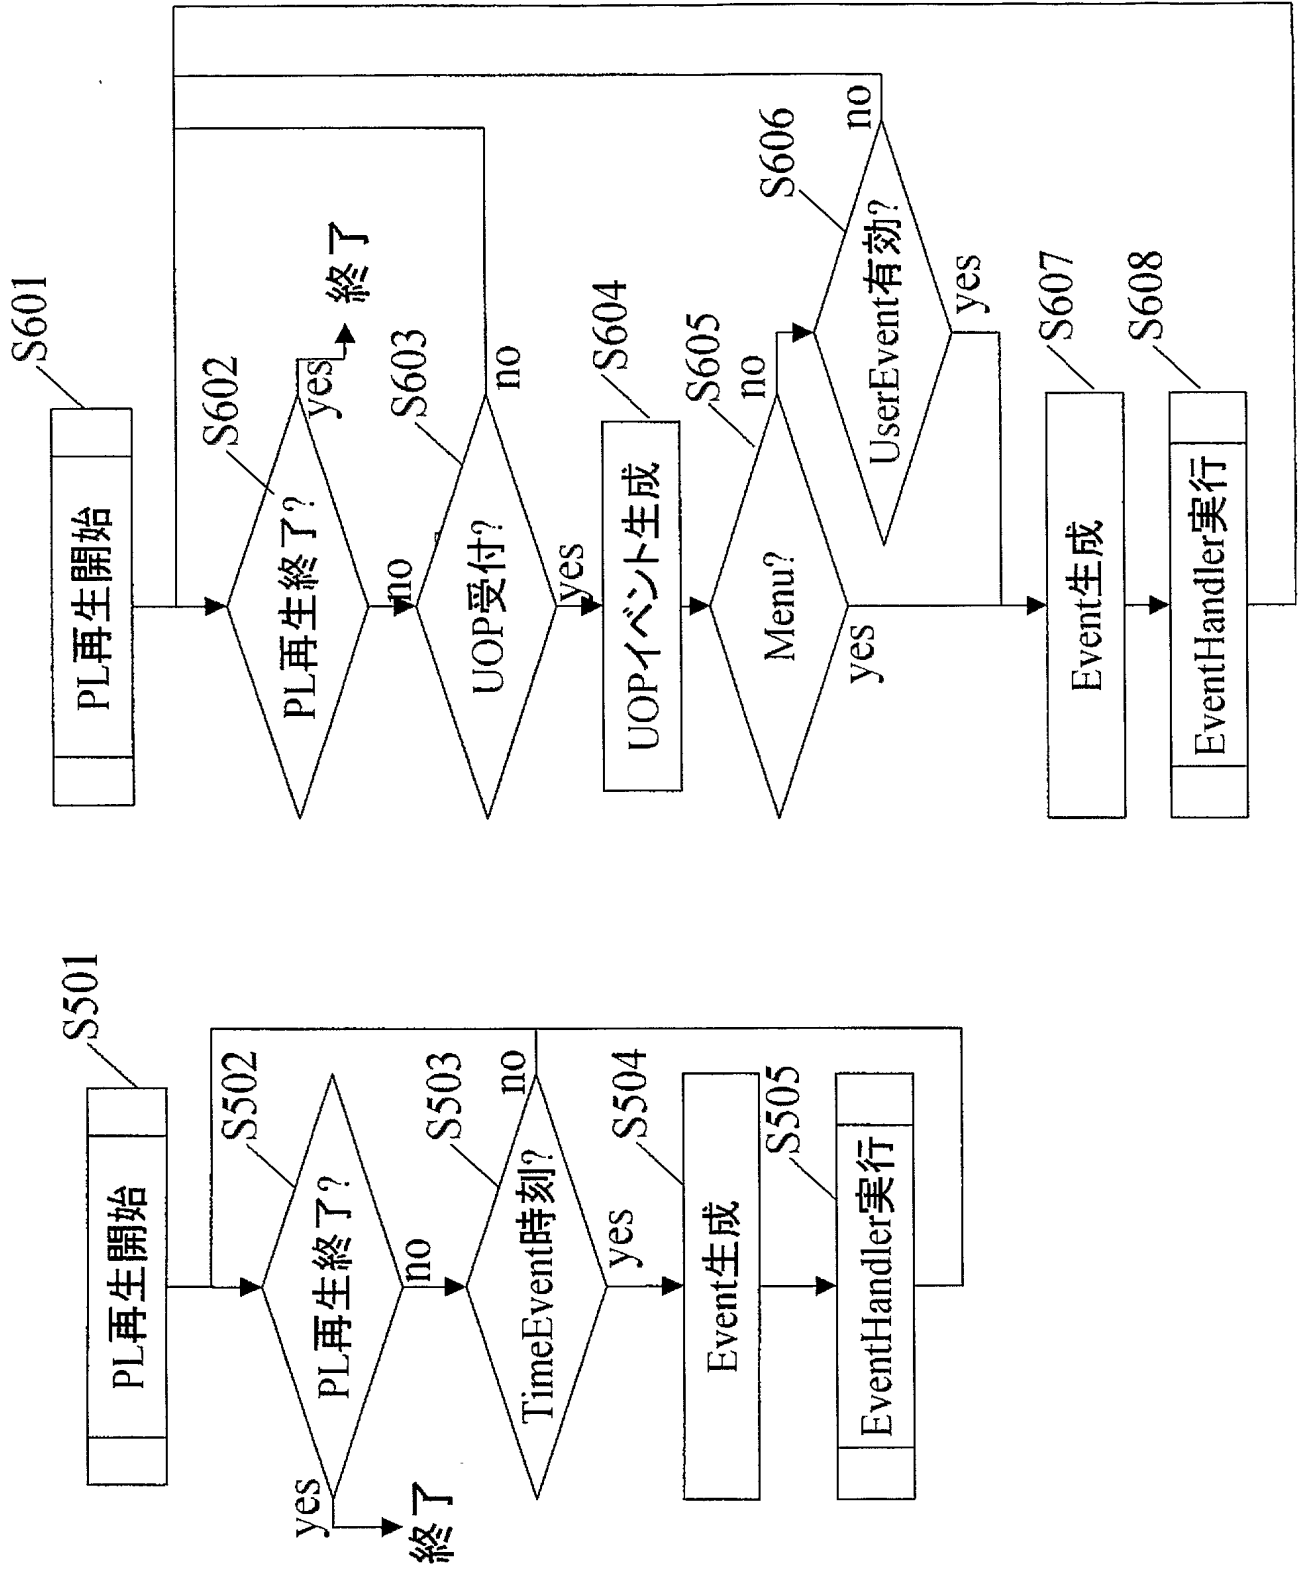 S501
PL再生開始
S502
PL再生終了?
yes
終了
no
S503
TimeEvent時刻?
no
yes
S504
Event生成
S505
EventHandler実行
S601
PL再生開始
S602
PL再生終了?
yes
終了
no
S603
UOP受付?
no
yes
S604
UOPイベント生成
S605
Menu?
no
yes
S606
UserEvent有効?
no
yes
S607
Event生成
S608
EventHandler実行